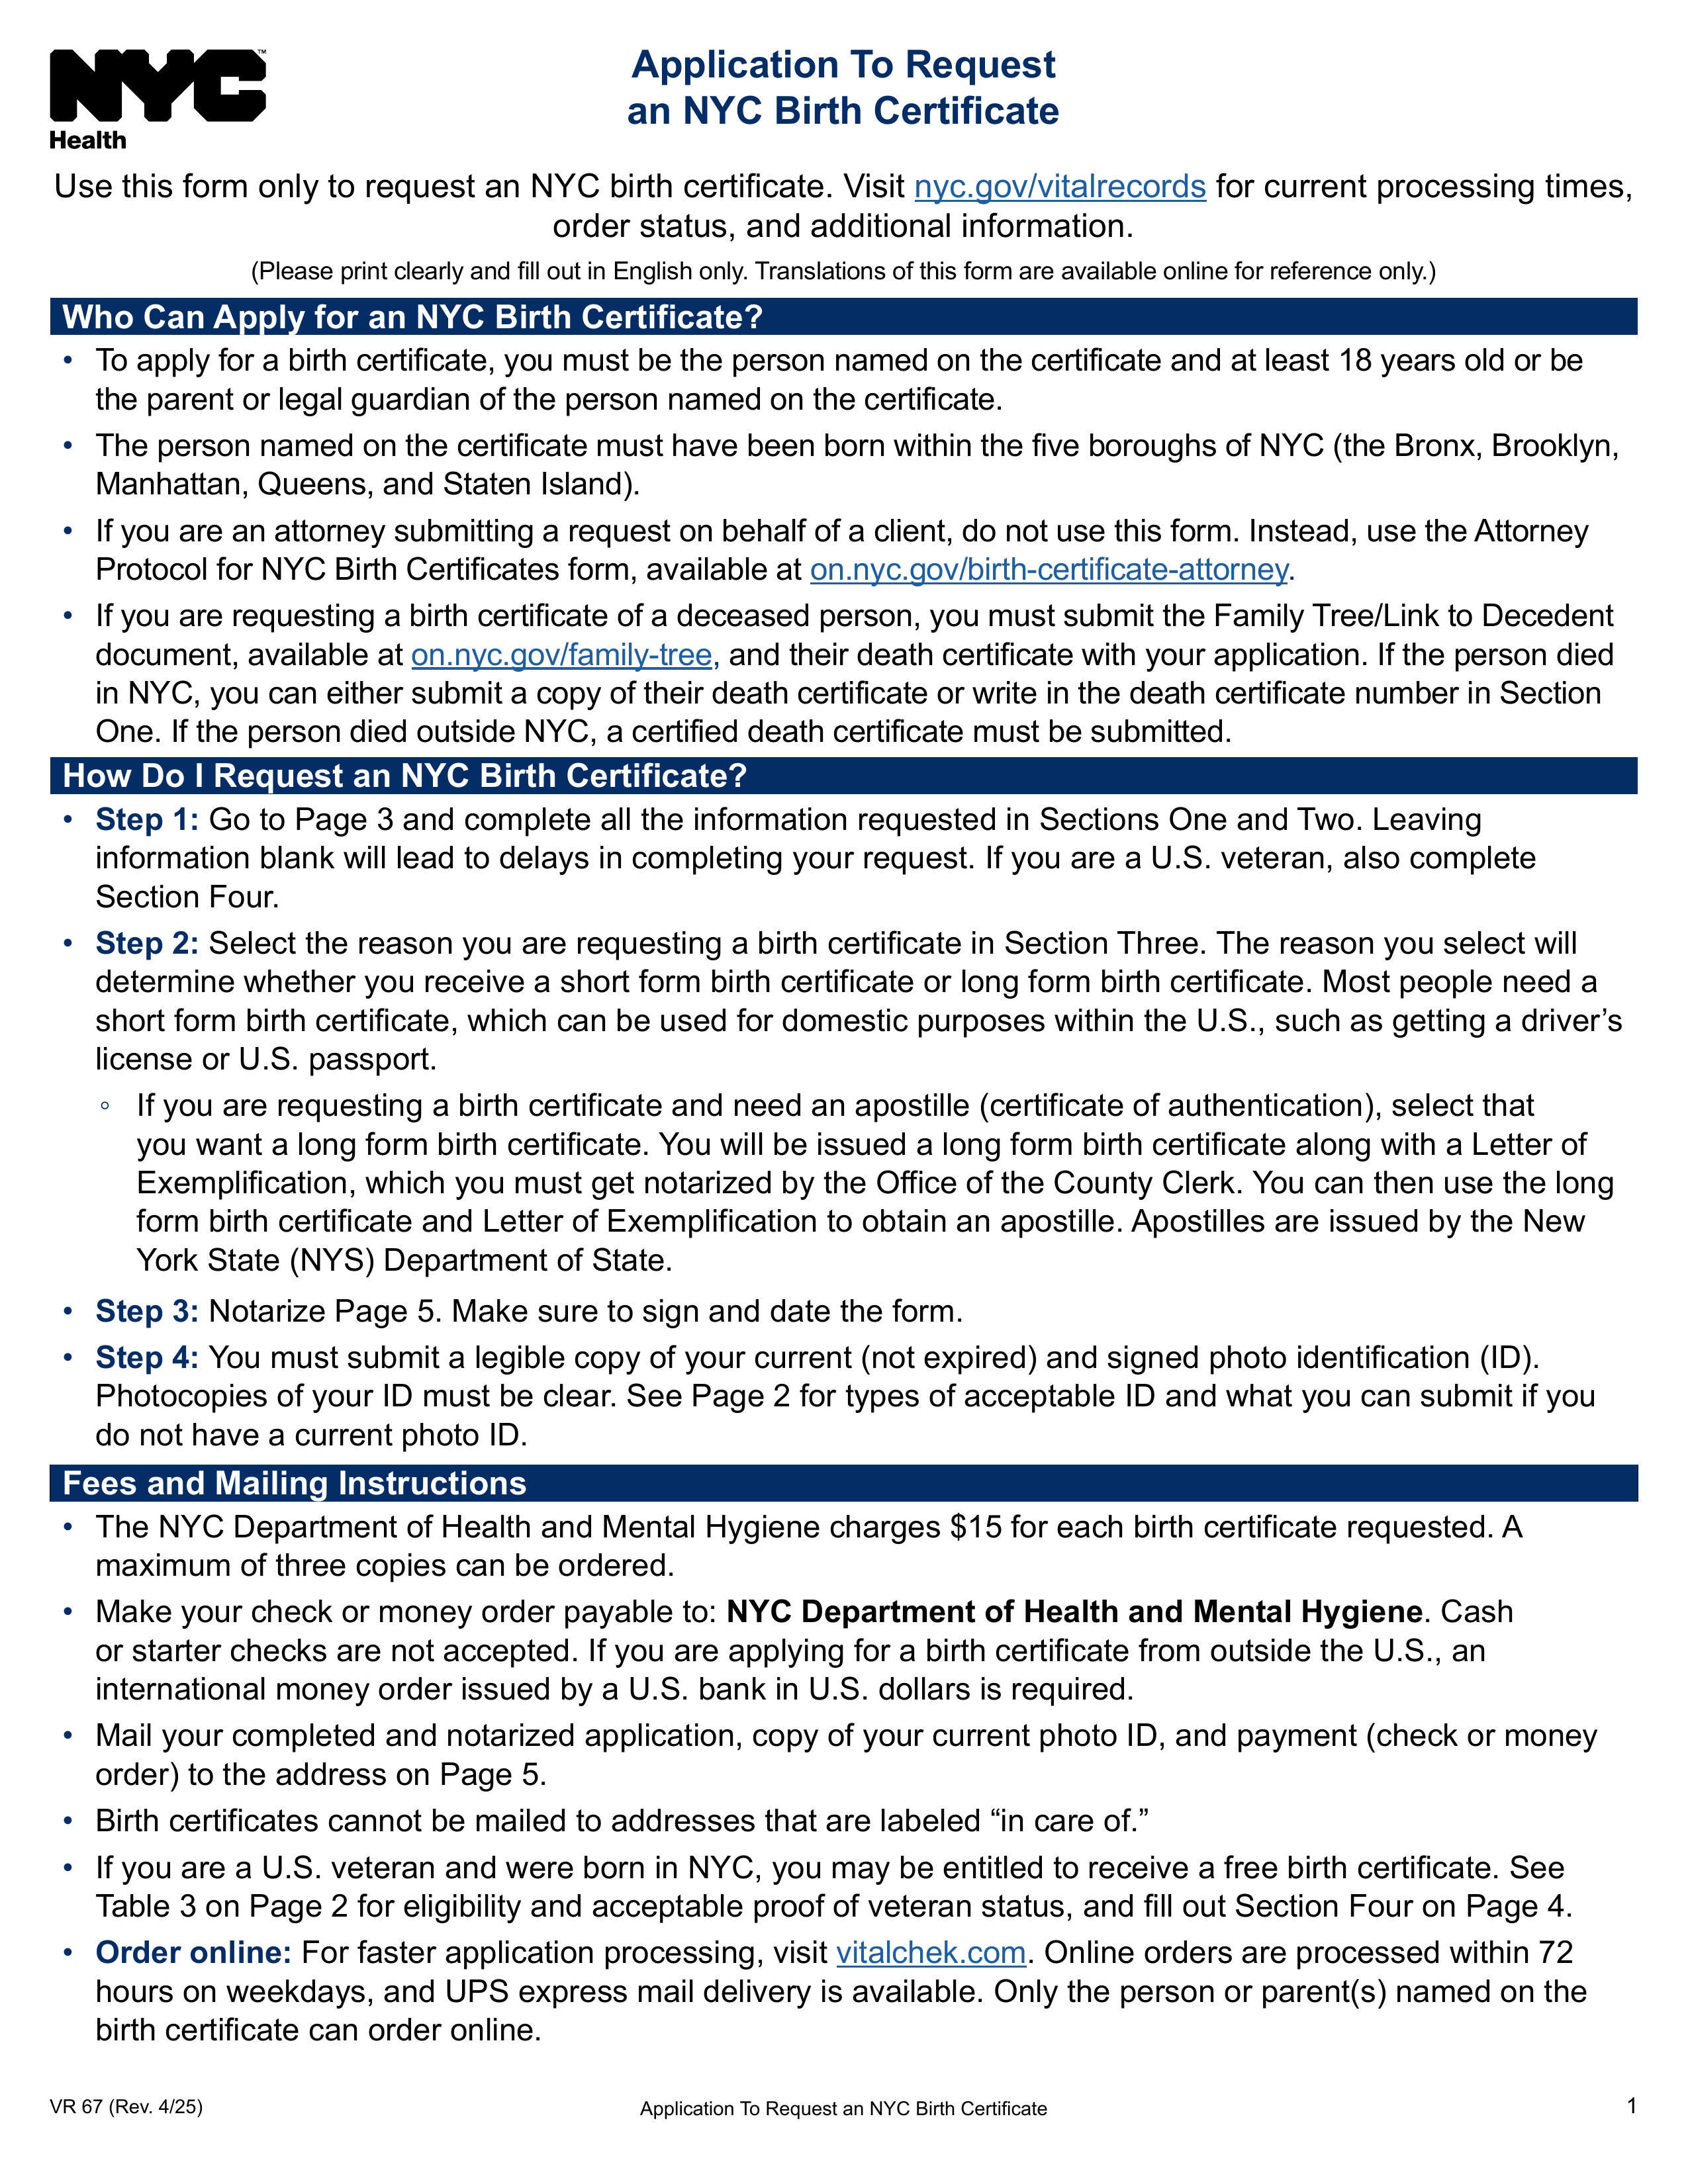 NYC™
Health
Application To Request
an NYC Birth Certificate
Use this form only to request an NYC birth certificate. Visit nyc.gov/vitalrecords for current processing times,
order status, and additional information.
(Please print clearly and fill out in English only. Translations of this form are available online for reference only.)
Who Can Apply for an NYC Birth Certificate?
• To apply for a birth certificate, you must be the person named on the certificate and at least 18 years old or be
the parent or legal guardian of the person named on the certificate.
• The person named on the certificate must have been born within the five boroughs of NYC (the Bronx, Brooklyn,
Manhattan, Queens, and Staten Island).
• If you are an attorney submitting a request on behalf of a client, do not use this form. Instead, use the Attorney
Protocol for NYC Birth Certificates form, available at on.nyc.gov/birth-certificate-attorney.
• If you are requesting a birth certificate of a deceased person, you must submit the Family Tree/Link to Decedent
document, available at on.nyc.gov/family-tree, and their death certificate with your application. If the person died
in NYC, you can either submit a copy of their death certificate or write in the death certificate number in Section
One. If the person died outside NYC, a certified death certificate must be submitted.
How Do I Request an NYC Birth Certificate?
• Step 1: Go to Page 3 and complete all the information requested in Sections One and Two. Leaving
information blank will lead to delays in completing your request. If you are a U.S. veteran, also complete
Section Four.
• Step 2: Select the reason you are requesting a birth certificate in Section Three. The reason you select will
determine whether you receive a short form birth certificate or long form birth certificate. Most people need a
short form birth certificate, which can be used for domestic purposes within the U.S., such as getting a driver’s
license or U.S. passport.
◦ If you are requesting a birth certificate and need an apostille (certificate of authentication), select that
you want a long form birth certificate. You will be issued a long form birth certificate along with a Letter of
Exemplification, which you must get notarized by the Office of the County Clerk. You can then use the long
form birth certificate and Letter of Exemplification to obtain an apostille. Apostilles are issued by the New
York State (NYS) Department of State.
• Step 3: Notarize Page 5. Make sure to sign and date the form.
• Step 4: You must submit a legible copy of your current (not expired) and signed photo identification (ID).
Photocopies of your ID must be clear. See Page 2 for types of acceptable ID and what you can submit if you
do not have a current photo ID.
Fees and Mailing Instructions
• The NYC Department of Health and Mental Hygiene charges $15 for each birth certificate requested. A
maximum of three copies can be ordered.
• Make your check or money order payable to: NYC Department of Health and Mental Hygiene. Cash
or starter checks are not accepted. If you are applying for a birth certificate from outside the U.S., an
international money order issued by a U.S. bank in U.S. dollars is required.
• Mail your completed and notarized application, copy of your current photo ID, and payment (check or money
order) to the address on Page 5.
• Birth certificates cannot be mailed to addresses that are labeled “in care of.”
• If you are a U.S. veteran and were born in NYC, you may be entitled to receive a free birth certificate. See
Table 3 on Page 2 for eligibility and acceptable proof of veteran status, and fill out Section Four on Page 4.
• Order online: For faster application processing, visit vitalchek.com. Online orders are processed within 72
hours on weekdays, and UPS express mail delivery is available. Only the person or parent(s) named on the
birth certificate can order online.
VR 67 (Rev. 4/25)
Application To Request an NYC Birth Certificate
1